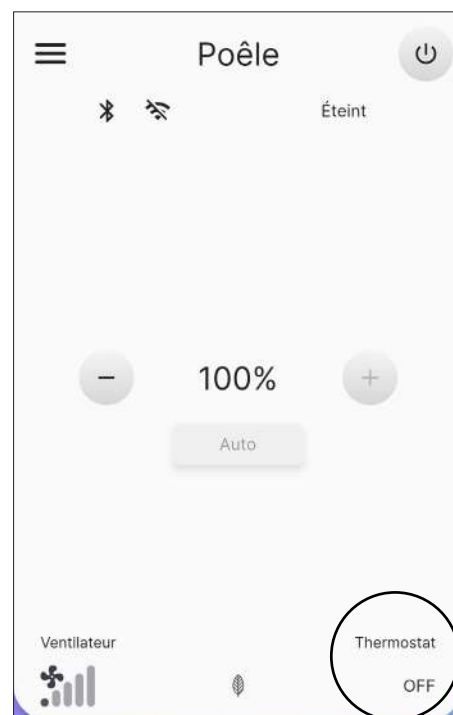 Poêle
Éteint
- 100% +
Auto
Ventilateur Thermostat
OFF